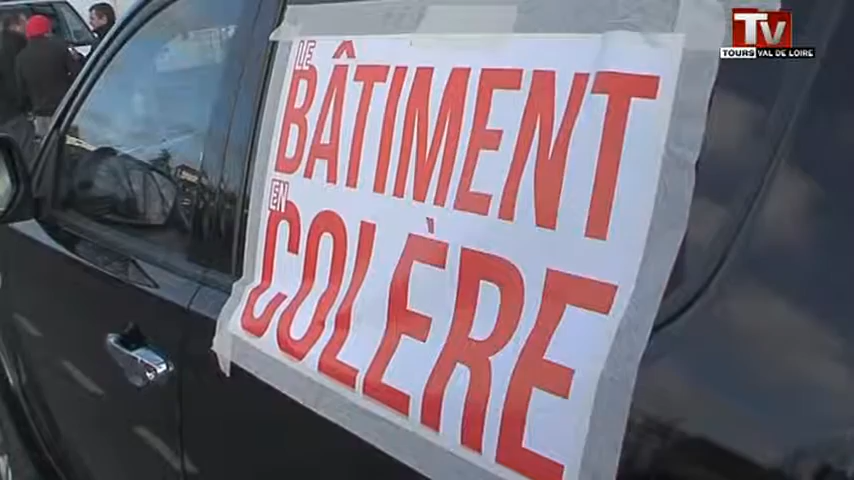 LE
BÂTIMENT
EN
COLÈRE
TV
TOURS VAL DE LOIRE